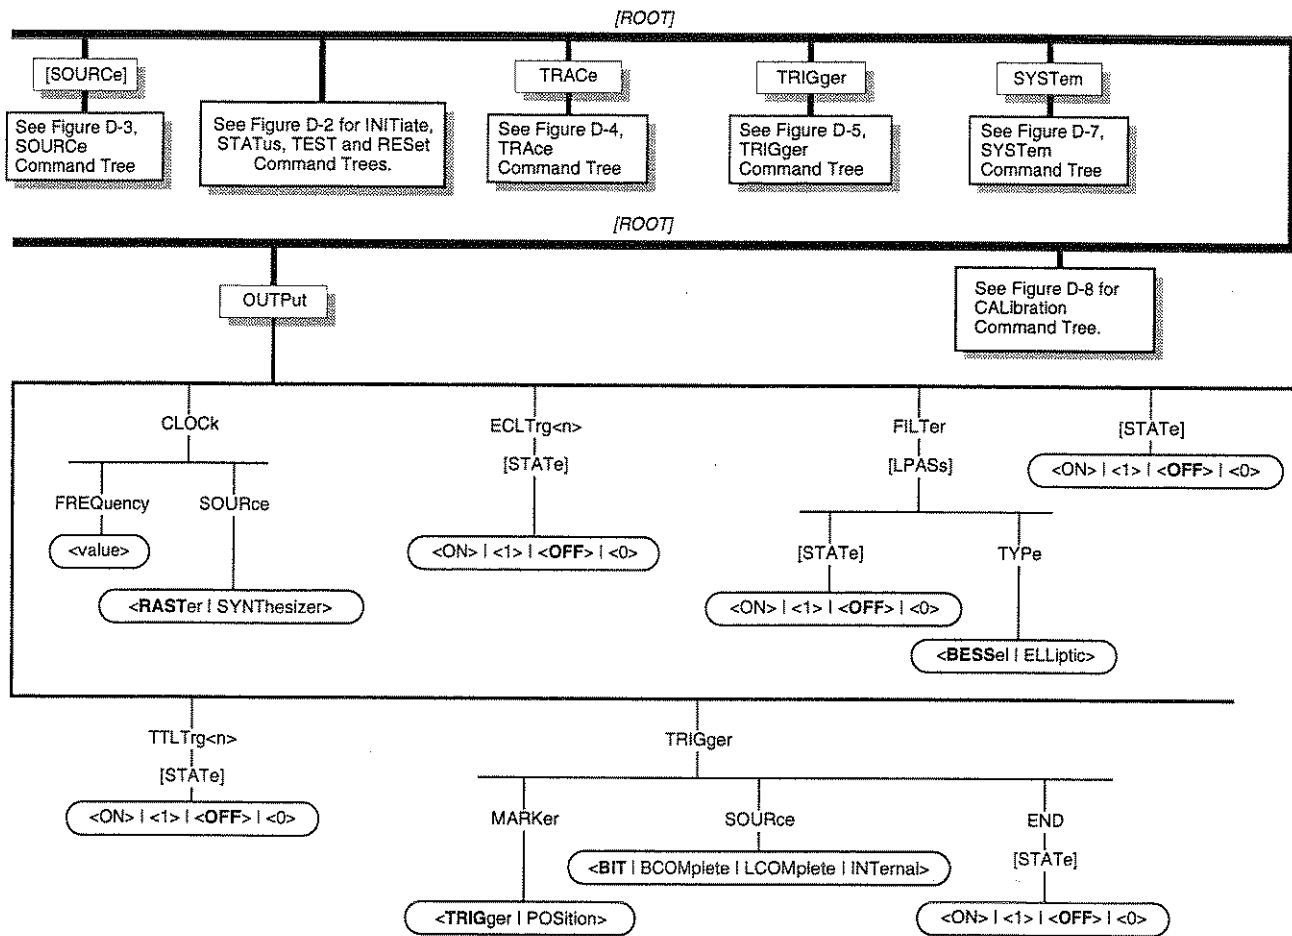 [ROOT]
[SOURCe]
TRACe
TRIGger
SYSTem
See Figure D-3,
SOURCe
Command Tree
See Figure D-2 for INITiate,
STATus, TEST and RESet
Command Trees.
See Figure D-4,
TRAce
Command Tree
See Figure D-5,
TRIGger
Command Tree
See Figure D-7,
SYSTem
Command Tree
[ROOT]
OUTPut
See Figure D-8 for
CALibration
Command Tree.
CLOCk
ECLTrg<n>
FILTer
[STATe]
[STATe]
[LPASs]
<ON> | <1> | <OFF> | <0>
FREQuency
SOURce
<value>
<ON> | <1> | <OFF> | <0>
[STATe]
TYPe
<RASTer | SYNThesizer>
<ON> | <1> | <OFF> | <0>
<BESSel | ELLiptic>
TTLTrg<n>
TRIGger
[STATe]
<ON> | <1> | <OFF> | <0>
MARKer
SOURce
END
[STATe]
<BIT | BCOMplete | LCOMplete | INTernal>
<TRIGger | POSition>
<ON> | <1> | <OFF> | <0>